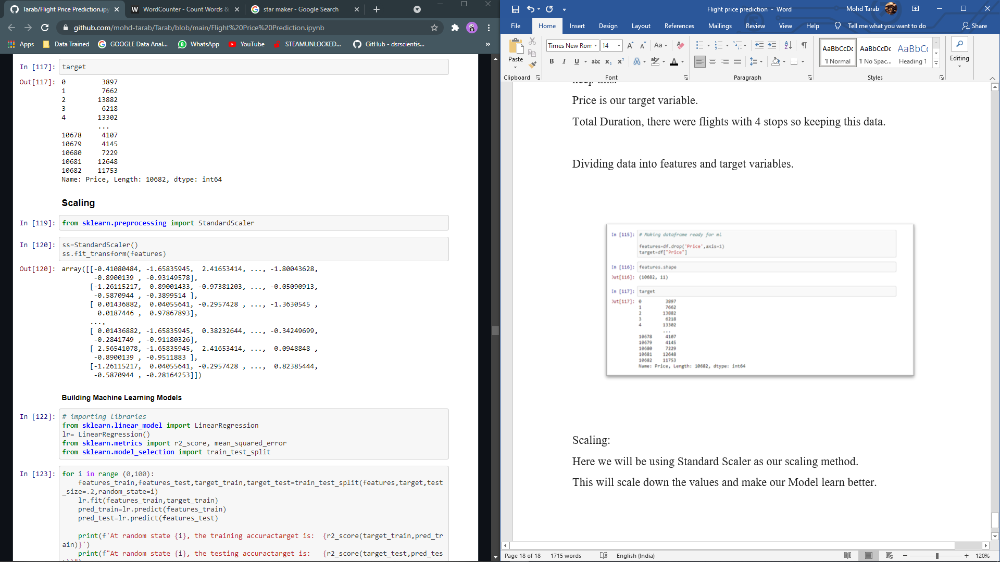 Tarab/Flight Price Prediction.ipy
WordCounter - Count Words &
star maker - Google Search
github.com/mohd-tarab/Tarab/blob/main/Flight%20Price%20Prediction.ipynb
Apps
Data Trained
GOOGLE Data Anal...
WhatsApp
YouTube
STEAMUNLOCKED...
GitHub - dsrscientis...
»
In [117]: target
Out[117]: 0 3897
1 7662
2 13882
3 6218
4 13302
...
10678 4107
10679 4145
10680 7229
10681 12648
10682 11753
Name: Price, Length: 10682, dtype: int64
Scaling
In [119]: from sklearn.preprocessing import StandardScaler
In [120]: ss=StandardScaler()
ss.fit_transform(features)
Out[120]: array([[-0.41080484, -1.65835945, 2.41653414, ..., -1.80043628,
-0.8900139 , -0.93149578],
[-1.26115217, 0.89001433, -0.97381203, ..., -0.05090913,
-0.5870944 , -0.3899514 ],
[ 0.01436882, 0.04055641, -0.2957428 , ..., -1.3630545 ,
0.0187446 , 0.97867893],
...,
[ 0.01436882, -1.65835945, 0.38232644, ..., -0.34249699,
-0.2841749 , -0.91180326],
[ 2.56541078, -1.65835945, 2.41653414, ..., 0.0948848 ,
-0.8900139 , -0.9511883 ],
[-1.26115217, 0.04055641, -0.2957428 , ..., 0.82385444,
-0.5870944 , -0.28164253]])
Building Machine Learning Models
In [122]: # importing libraries
from sklearn.linear_model import LinearRegression
lr= LinearRegression()
from sklearn.metrics import r2_score, mean_squared_error
from sklearn.model_selection import train_test_split
In [123]: for i in range (0,100):
features_train,features_test,target_train,target_test=train_test_split(features,target,test
_size=.2,random_state=i)
lr.fit(features_train,target_train)
pred_train=lr.predict(features_train)
pred_test=lr.predict(features_test)
print(f'At random state {i}, the training accuractarget is: {r2_score(target_train,pred_tr
ain)}')
print(f"At random state {i}, the testing accuractarget is: {r2_score(target_test,pred_tes
Flight price prediction - Word
Mohd Tarab
File
Home
Insert
Design
Layout
References
Mailings
Review
View
Help
Tell me what you want to do
Share
Paste
Clipboard
Times New Rom
14
Aa
B I U abc x₂ x²
Font
Paragraph
AaBbCcDc
¶ Normal
AaBbCcDc
¶ No Spac...
AaBbCc
Heading 1
Styles
Editing
keep this.
Price is our target variable.
Total Duration, there were flights with 4 stops so keeping this data.
Dividing data into features and target variables.
In [115]: # Making dataframe ready for ml
features=df.drop('Price',axis=1)
target=df["Price"]
In [116]: features.shape
Out[116]: (10682, 11)
In [117]: target
Out[117]: 0 3897
1 7662
2 13882
3 6218
4 13302
...
10678 4107
10679 4145
10680 7229
10681 12648
10682 11753
Name: Price, Length: 10682, dtype: int64
Scaling:
Here we will be using Standard Scaler as our scaling method.
This will scale down the values and make our Model learn better.
Page 18 of 18
1715 words
English (India)
120%